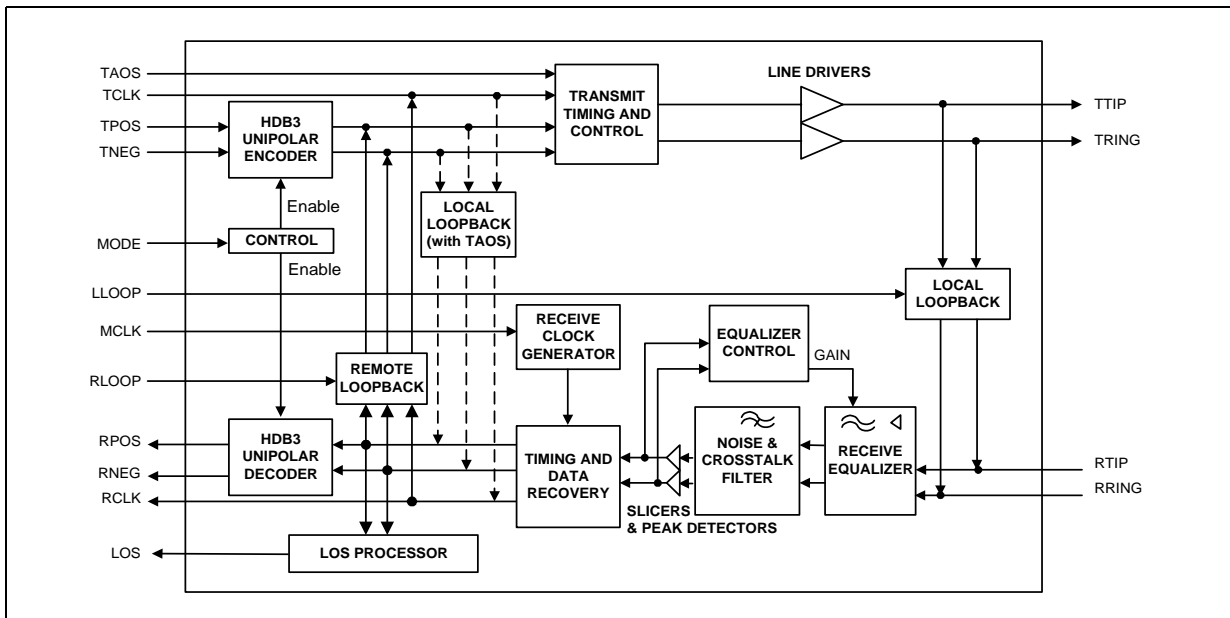 TAOS
TCLK
TPOS
TNEG
HDB3
UNIPOLAR
ENCODER
TRANSMIT
TIMING AND
CONTROL
LINE DRIVERS
TTIP
TRING
Enable
MODE
CONTROL
Enable
LOCAL
LOOPBACK
(with TAOS)
LLOOP
LOCAL
LOOPBACK
MCLK
RECEIVE
CLOCK
GENERATOR
EQUALIZER
CONTROL
GAIN
RLOOP
REMOTE
LOOPBACK
RPOS
RNEG
RCLK
HDB3
UNIPOLAR
DECODER
TIMING AND
DATA
RECOVERY
NOISE &
CROSSTALK
FILTER
RECEIVE
EQUALIZER
RTIP
RRING
SLICERS
& PEAK DETECTORS
LOS
LOS PROCESSOR